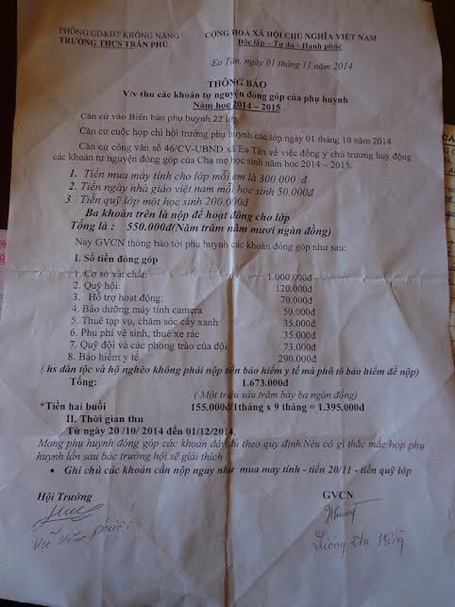 PHÒNG GD&ĐT KRÔNG NĂNG
CỘNG HOÀ XÃ HỘI CHỦ NGHĨA VIỆT NAM
TRƯỜNG THCS TRẦN PHÚ
Độc lập – Tự do – Hạnh phúc
Ea Tân, ngày 01 tháng 11 năm 2014
THÔNG BÁO
V/v thu các khoản tự nguyện đóng góp của phụ huynh
Năm học 2014 – 2015
Căn cứ vào Biên bản phụ huynh 22 lớp
Căn cứ cuộc họp chi hội trưởng phụ huynh các lớp ngày 01 tháng 10 năm 2014
Căn cứ công văn số 46/CV-UBND xã Ea Tân về việc đồng ý chủ trương huy động
các khoản tự nguyện đóng góp của Cha mẹ học sinh năm học 2014 – 2015.
1. Tiền mua máy tính cho lớp mỗi em là 300.000 đ
2. Tiền ngày nhà giáo việt nam mỗi học sinh 50.000đ
3 Tiền quỹ lớp một học sinh 200.000đ
Ba khoản trên là nộp để hoạt động cho lớp
Tổng là : 550.000đ(Năm trăm năm mươi ngàn đồng)
Nay GVCN thông báo tới phụ huynh các khoản đóng góp như sau:
I. Số tiền đóng góp
1. Cơ sở vật chất: 1.000.000đ
2. Quỹ hội: 120.000đ
3. Hỗ trợ hoạt động: 70.000đ
4. Bảo dưỡng máy tính camera 50.000đ
5. Thuê tạp vụ, chăm sóc cây xanh 35.000đ
6. Phụ phí vệ sinh, thuê xe rác 35.000đ
7. Quỹ đội và các phong trào của đội 73.000đ
8. Bảo hiểm y tế 290.000đ
( hs dân tộc và hộ nghèo không phải nộp tiền bảo hiểm y tế mà phô tô bảo hiểm để nộp)
Tổng: 1.673.000đ
( Một triệu sáu trăm bảy ba ngàn đồng)
*Tiền hai buổi 155.000đ/1tháng x 9 tháng = 1.395.000đ
II. Thời gian thu
Từ ngày 20 /10/ 2014 đến 01/12/2014.
Mong phụ huynh đóng góp các khoản đầy đủ theo quy định.Nếu có gì thắc mắc họp phụ
huynh lần sau bác trưởng hội sẽ giải thích
• Ghi chú các khoản cần nộp ngay như mua máy tính - tiền 20/11 - tiền quỹ lớp
Hội Trưởng
GVCN